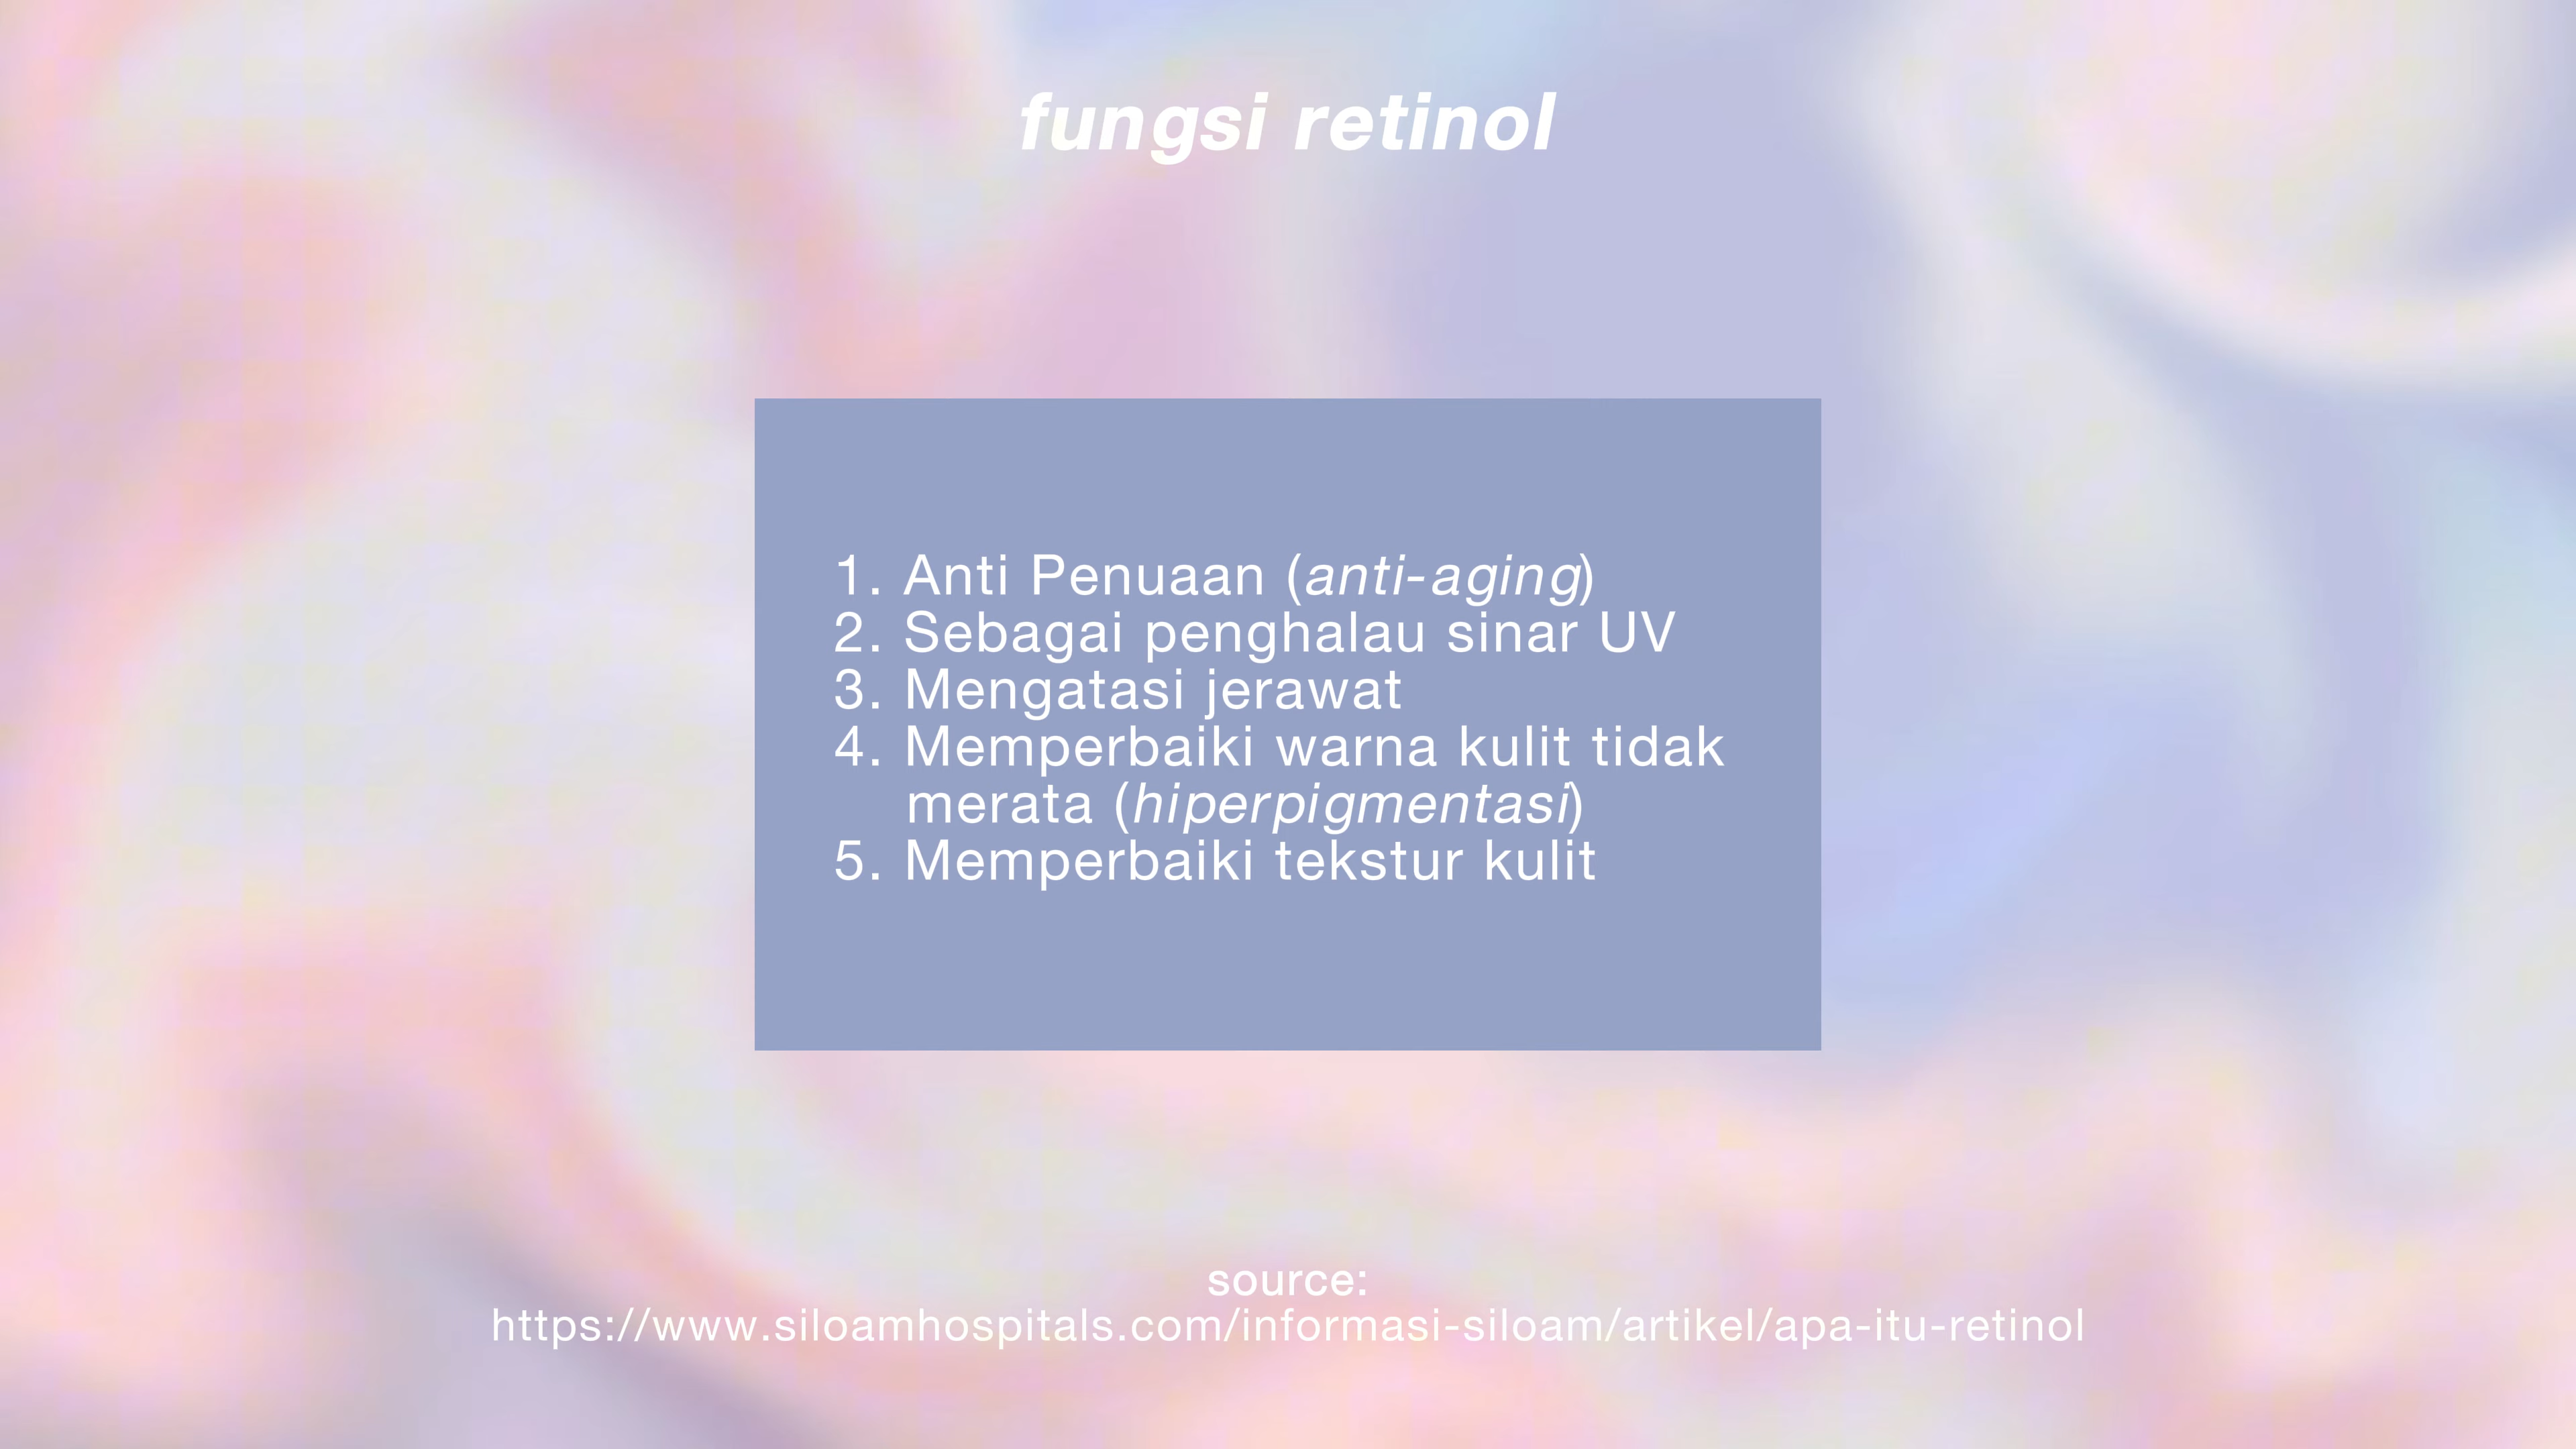 fungsi retinol
1. Anti Penuaan (anti-aging)
2. Sebagai penghalau sinar UV
3. Mengatasi jerawat
4. Memperbaiki warna kulit tidak
merata (hiperpigmentasi)
5. Memperbaiki tekstur kulit
source:
https://www.siloamhospitals.com/informasi-siloam/artikel/apa-itu-retinol